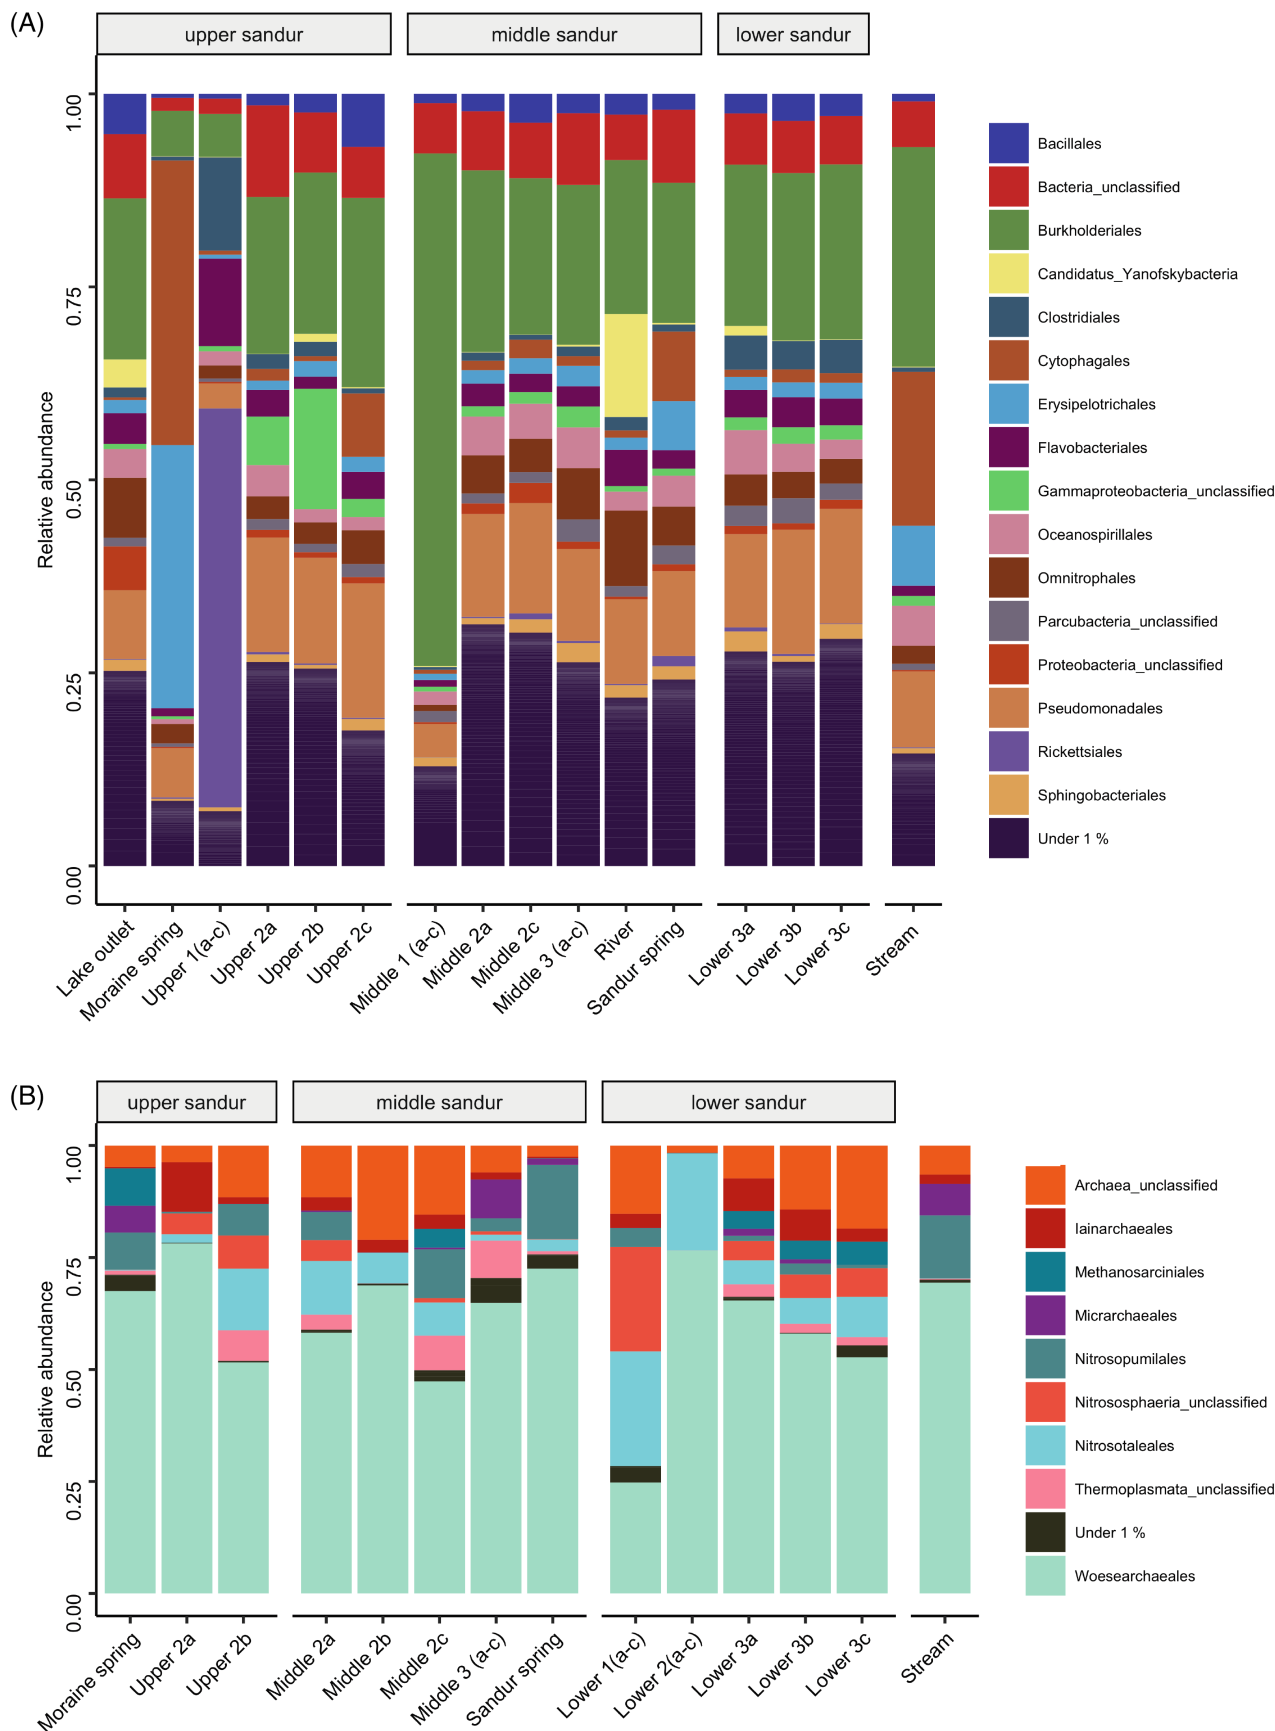 (A)
upper sandur
middle sandur
lower sandur
Relative abundance
1.00
0.75
0.50
0.25
0.00
Lake outlet
Moraine spring
Upper 1(a-c)
Upper 2a
Upper 2b
Upper 2c
Middle 1 (a-c)
Middle 2a
Middle 2c
Middle 3 (a-c)
River
Sandur spring
Lower 3a
Lower 3b
Lower 3c
Stream
Bacillales
Bacteria_unclassified
Burkholderiales
Candidatus_Yanofskybacteria
Clostridiales
Cytophagales
Erysipelotrichales
Flavobacteriales
Gammaproteobacteria_unclassified
Oceanospirillales
Omnitrophales
Parcubacteria_unclassified
Proteobacteria_unclassified
Pseudomonadales
Rickettsiales
Sphingobacteriales
Under 1 %
(B)
upper sandur
middle sandur
lower sandur
Relative abundance
1.00
0.75
0.50
0.25
0.00
Moraine spring
Upper 2a
Upper 2b
Middle 2a
Middle 2b
Middle 2c
Middle 3 (a-c)
Sandur spring
Lower 1(a-c)
Lower 2(a-c)
Lower 3a
Lower 3b
Lower 3c
Stream
Archaea_unclassified
Iainarchaeales
Methanosarciniales
Micrarchaeales
Nitrosopumilales
Nitrososphaeria_unclassified
Nitrosotaleales
Thermoplasmata_unclassified
Under 1 %
Woesearchaeales